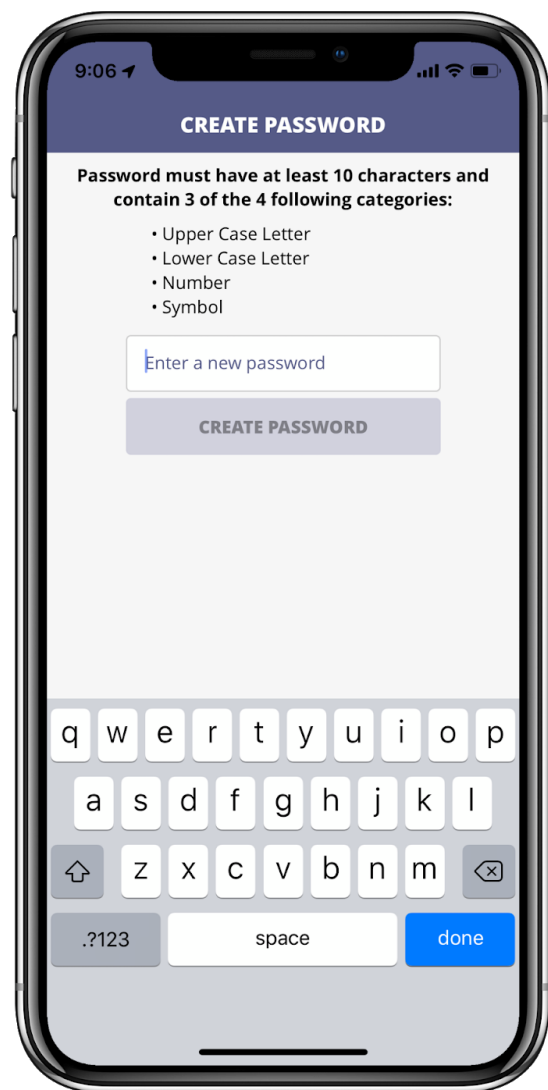 9:06
CREATE PASSWORD
Password must have at least 10 characters and
contain 3 of the 4 following categories:
• Upper Case Letter
• Lower Case Letter
• Number
• Symbol
Enter a new password
CREATE PASSWORD
q w e r t y u i o p
a s d f g h j k l
z x c v b n m
.?123 space done